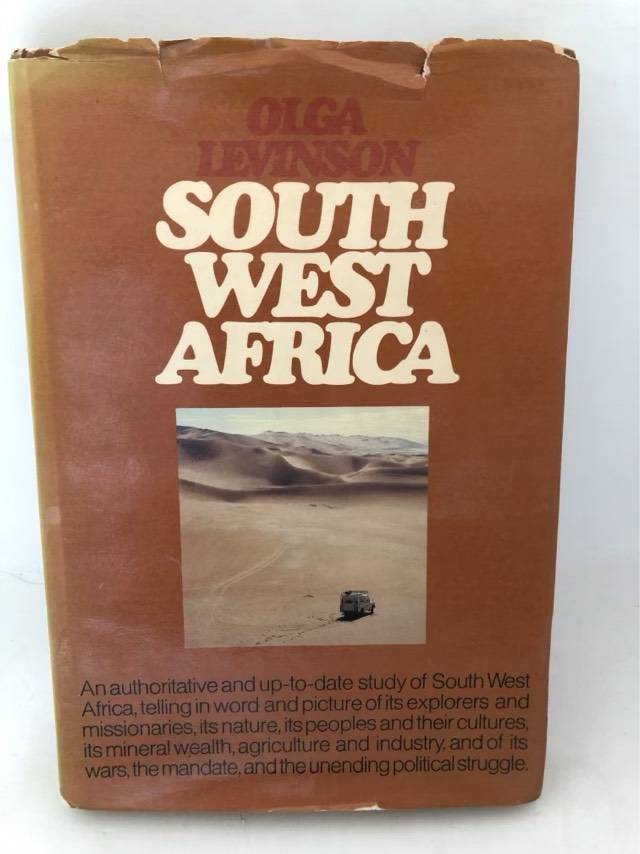 OLGA
LEVINSON
SOUTH
WEST
AFRICA
An authoritative and up-to-date study of South West
Africa, telling in word and picture of its explorers and
missionaries, its nature, its peoples and their cultures,
its mineral wealth, agriculture and industry, and of its
wars, the mandate, and the unending political struggle.